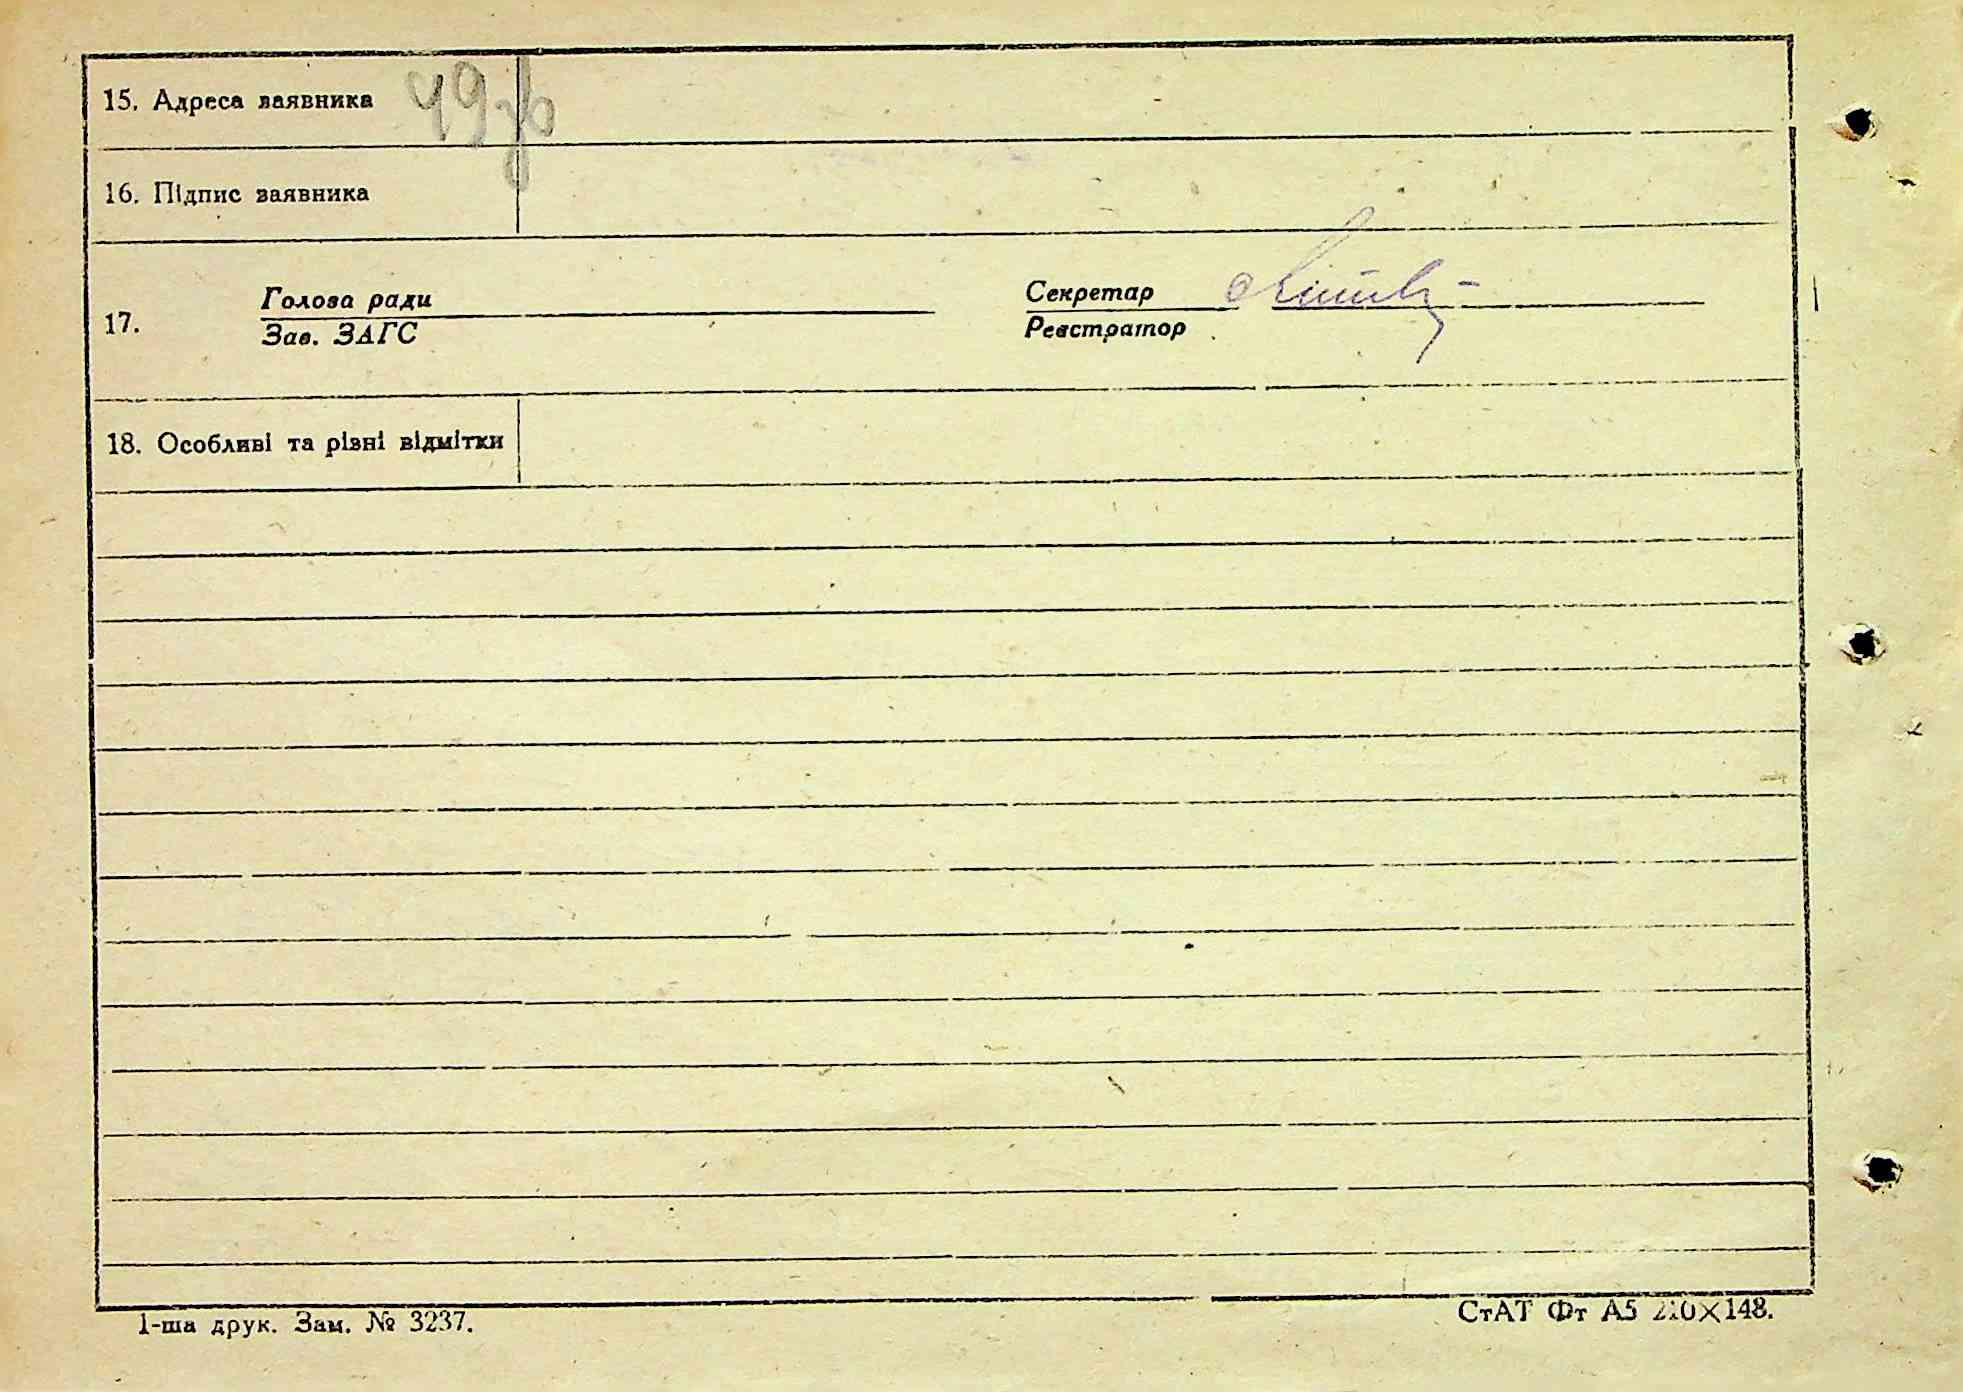 15. Адреса заявника 49зв
16. Підпис заявника
17. Голова ради
Зав. ЗАГС
Секретар
Реєстратор
18. Особливі та різні відмітки
1-ша друк. Зам. № 3237.
СтАТ Фт А5 210×148.